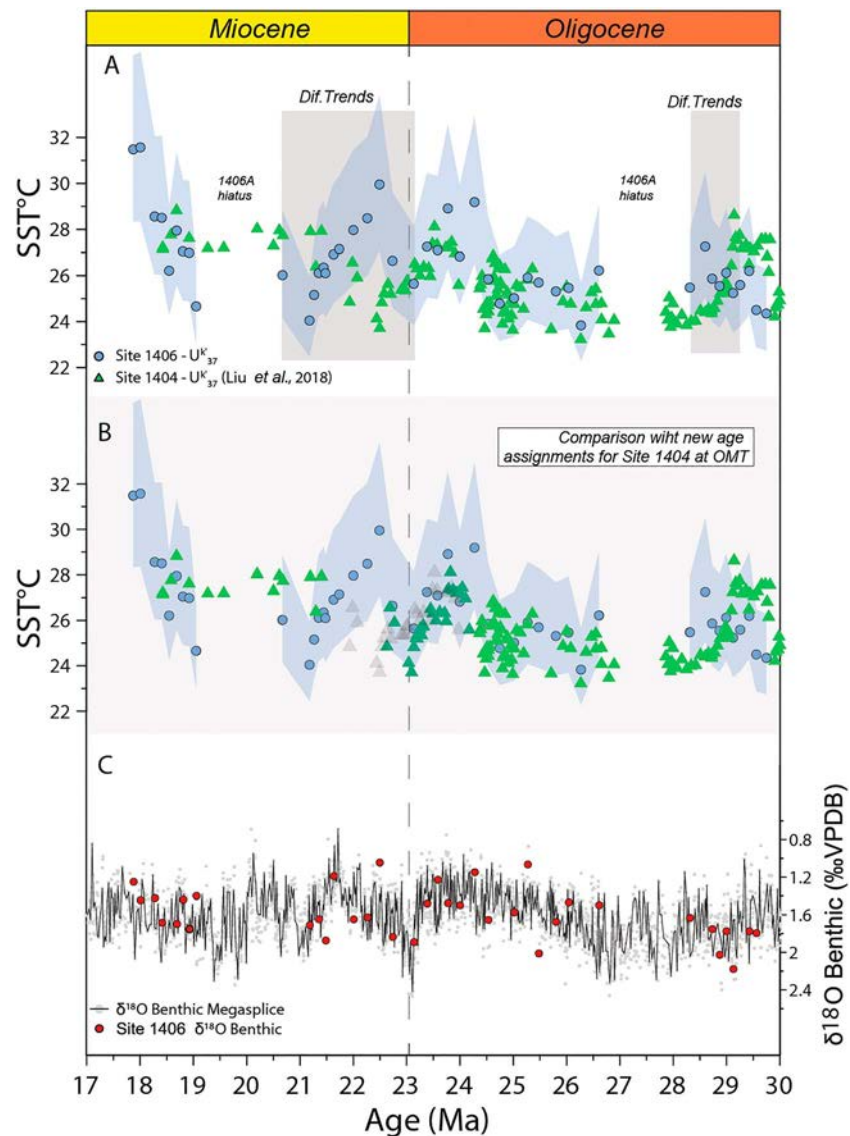 Miocene
Oligocene
A
Dif.Trends
Dif.Trends
1406A
hiatus
1406A
hiatus
SST°C
32
30
28
26
24
22
Site 1406 - Uᵏ'₃₇
Site 1404 - Uᵏ'₃₇ (Liu et al., 2018)
B
Comparison wiht new age
assignments for Site 1404 at OMT
SST°C
32
30
28
26
24
22
C
0.8
1.2
1.6
2
2.4
δ¹⁸O Benthic (‰VPDB)
δ¹⁸O Benthic Megasplice
Site 1406 δ¹⁸O Benthic
17 18 19 20 21 22 23 24 25 26 27 28 29 30
Age (Ma)